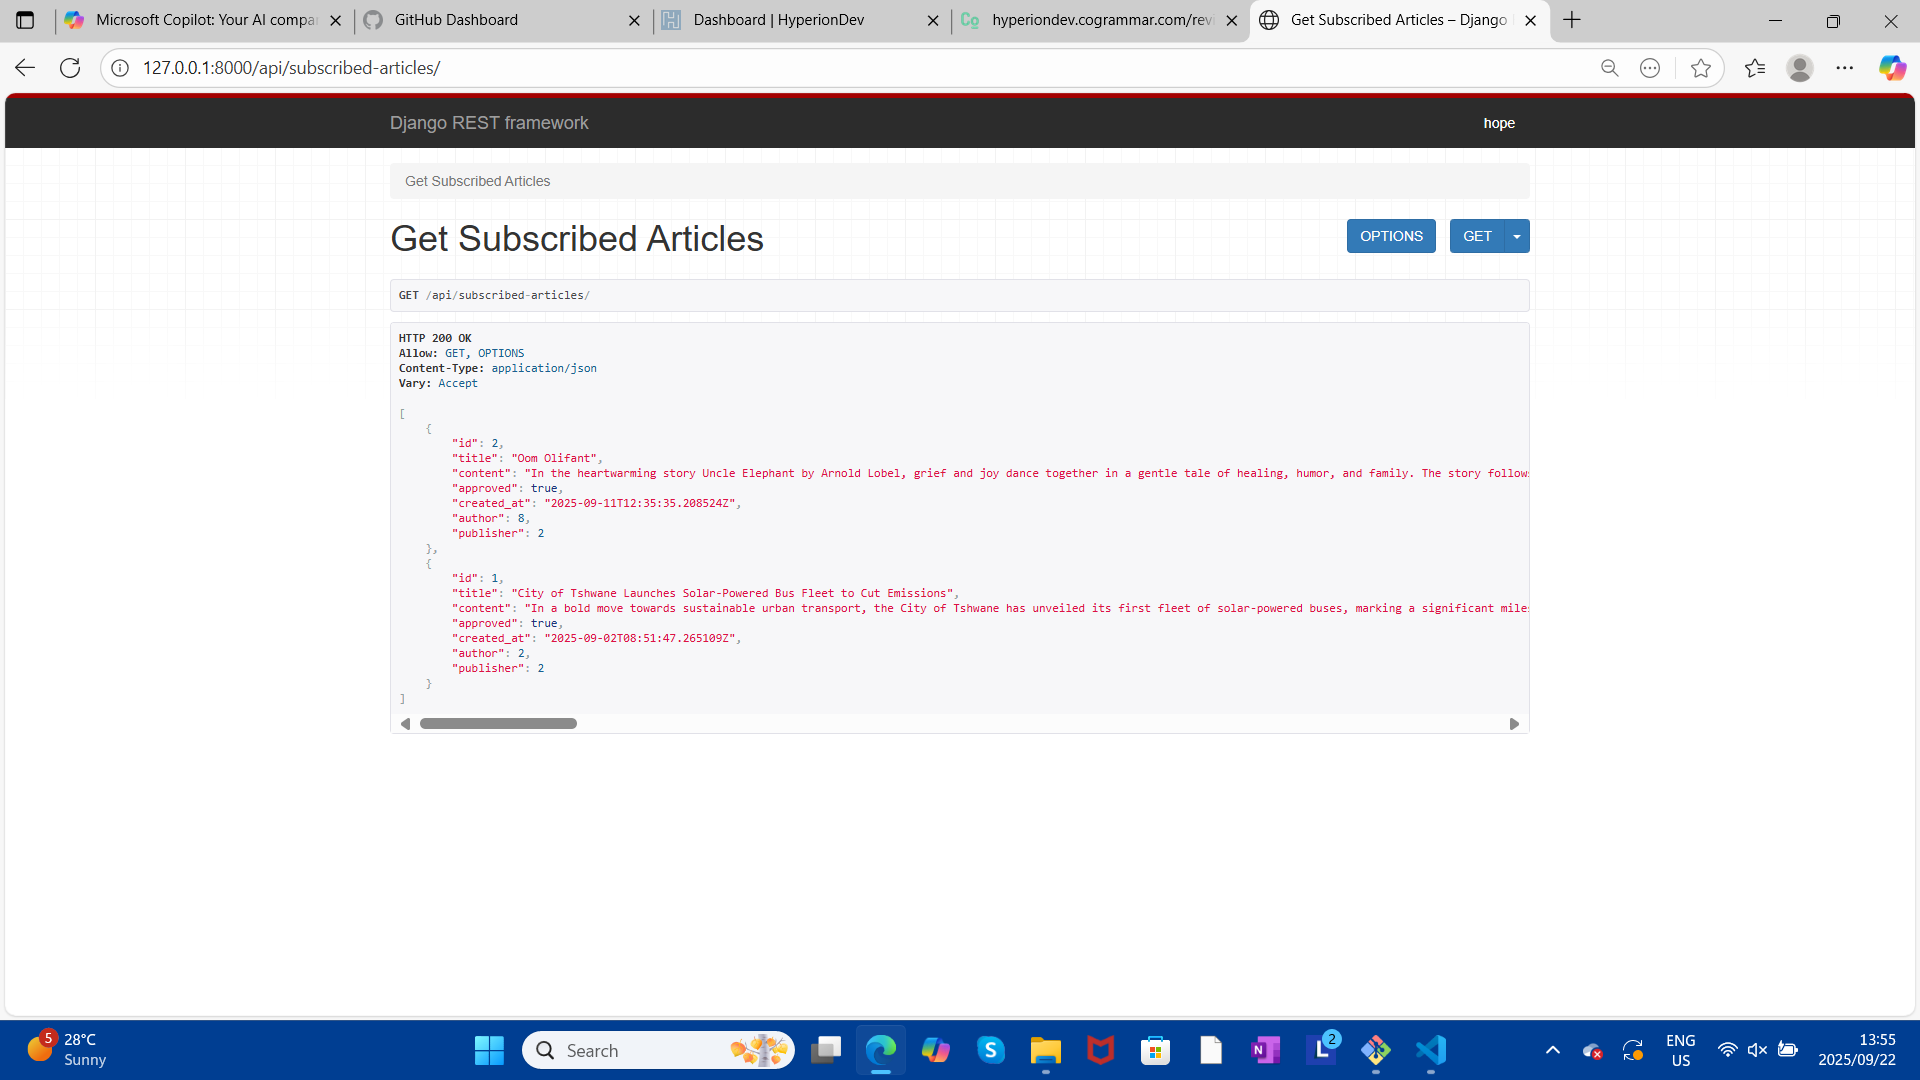 Microsoft Copilot: Your AI compa
GitHub Dashboard
Dashboard | HyperionDev
hyperiondev.cogrammar.com/rev
Get Subscribed Articles – Django
127.0.0.1:8000/api/subscribed-articles/
Django REST framework
hope
Get Subscribed Articles
Get Subscribed Articles
OPTIONS
GET
GET /api/subscribed-articles/
HTTP 200 OK
Allow: GET, OPTIONS
Content-Type: application/json
Vary: Accept
[
{
"id": 2,
"title": "Oom Olifant",
"content": "In the heartwarming story Uncle Elephant by Arnold Lobel, grief and joy dance together in a gentle tale of healing, humor, and family. The story follow
"approved": true,
"created_at": "2025-09-11T12:35:35.208524Z",
"author": 8,
"publisher": 2
},
{
"id": 1,
"title": "City of Tshwane Launches Solar-Powered Bus Fleet to Cut Emissions",
"content": "In a bold move towards sustainable urban transport, the City of Tshwane has unveiled its first fleet of solar-powered buses, marking a significant mile
"approved": true,
"created_at": "2025-09-02T08:51:47.265109Z",
"author": 2,
"publisher": 2
}
]
5
28°C
Sunny
Search
2
ENG
US
13:55
2025/09/22